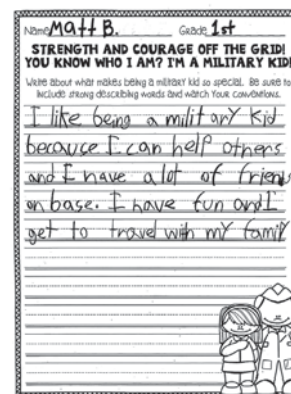 Name Matt B. Grade 1st
STRENGTH AND COURAGE OFF THE GRID!
YOU KNOW WHO I AM? I'M A MILITARY KID!
Write about what makes being a military kid so special. Be sure to
include strong describing words and watch your conventions.
I like being a military kid
because I can help others
and I have a lot of friends
on base. I have fun and I
get to travel with my family